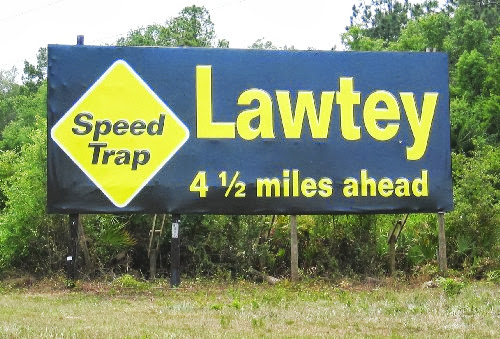 Speed
Trap
Lawtey
4 ½ miles ahead